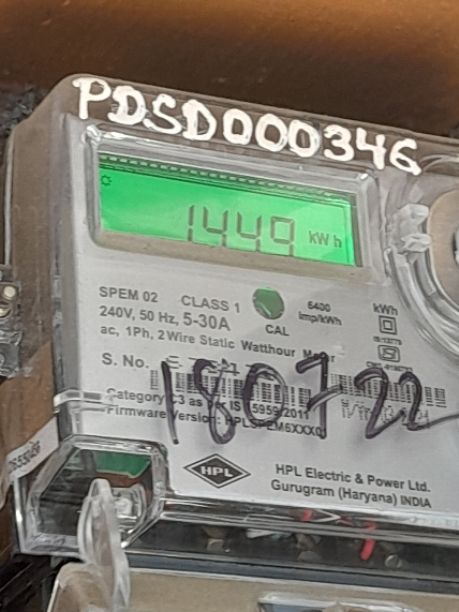 PDSD000346
1449 kWh
SPEM 02 CLASS 1
6400
imp/kWh
kWh
240V, 50 Hz, 5-30A
CAL
ac, 1Ph, 2 Wire Static Watthour Meter
S. No.
180722
Category C3 as per IS 15959:2011
Firmware Version:
HPL
HPL Electric & Power Ltd.
Gurugram (Haryana) INDIA